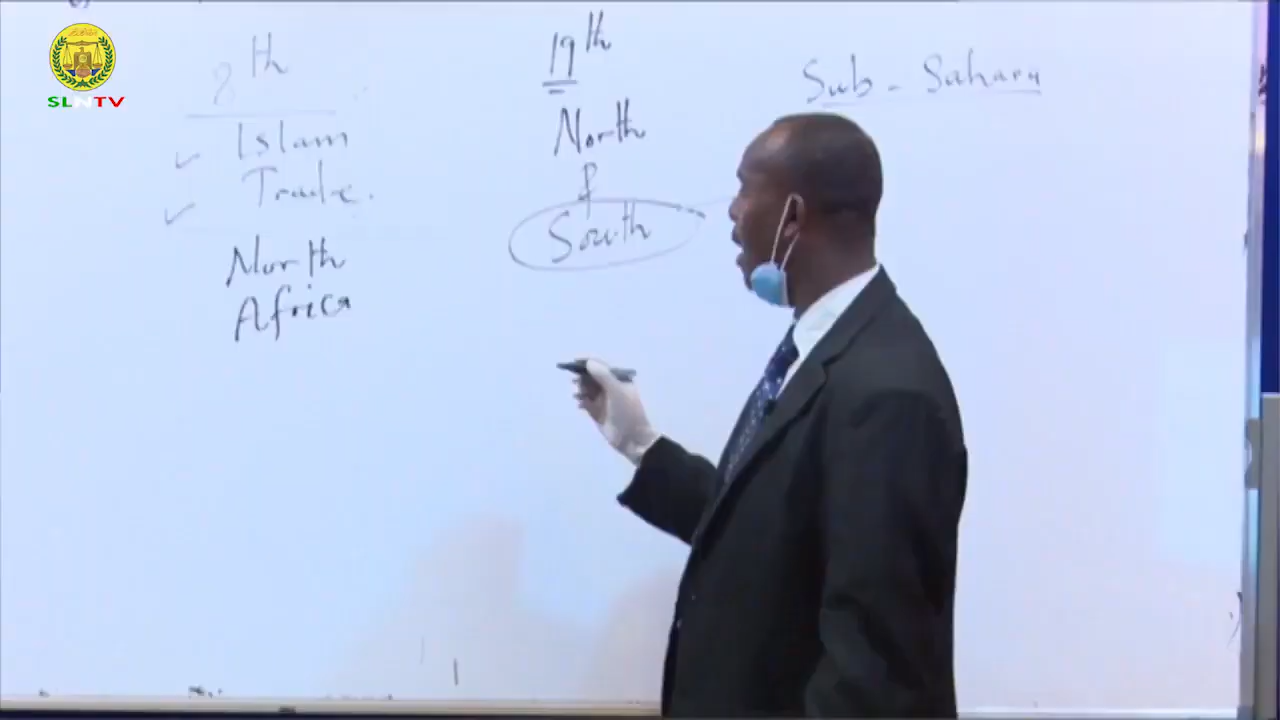 SLNTV
8th
Islam
Trade.
North
Africa
19th
North
&
South
Sub-Sahara